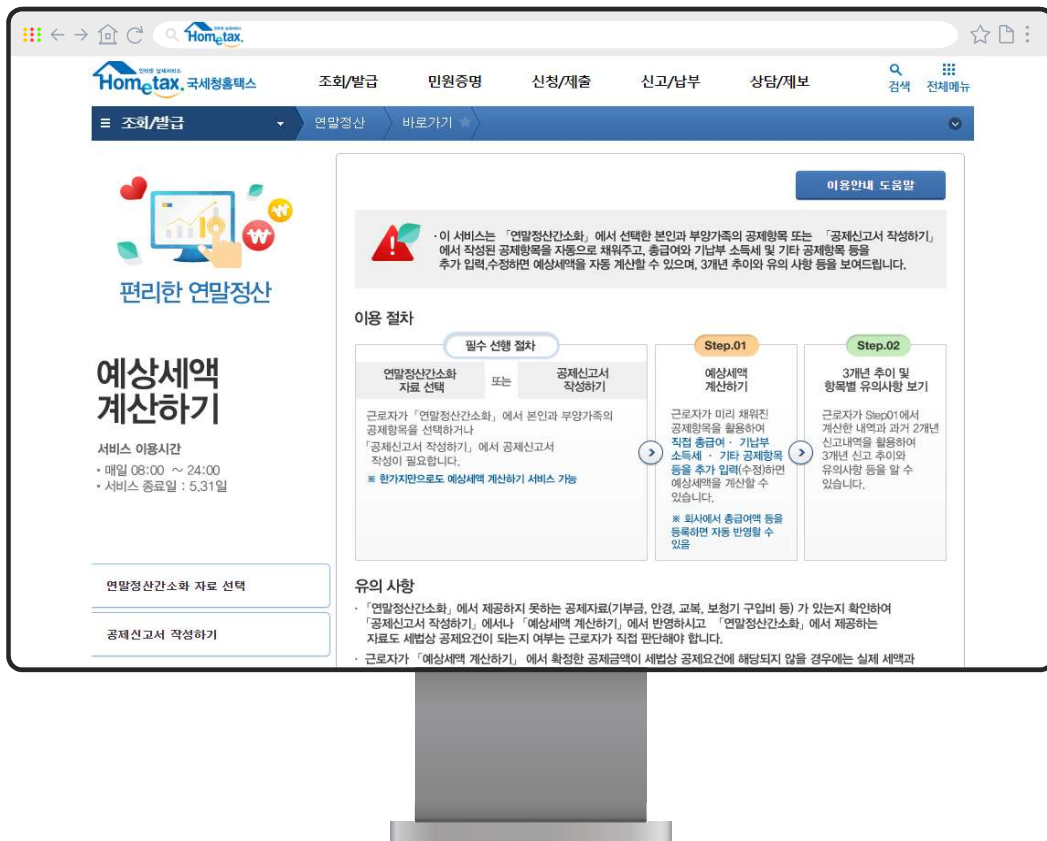 Hometax.
Hometax. 국세청홈택스
조회/발급
민원증명
신청/제출
신고/납부
상담/제보
검색
전체메뉴
조회/발급
연말정산
바로가기
편리한 연말정산
예상세액
계산하기
서비스 이용시간
• 매일 08:00 ~ 24:00
• 서비스 종료일 : 5.31일
연말정산간소화 자료 선택
공제신고서 작성하기
이용안내 도움말
· 이 서비스는 「연말정산간소화」에서 선택한 본인과 부양가족의 공제항목 또는 「공제신고서 작성하기」
에서 작성된 공제항목을 자동으로 채워주고, 총급여와 기납부 소득세 및 기타 공제항목 등을
추가 입력,수정하면 예상세액을 자동 계산할 수 있으며, 3개년 추이와 유의 사항 등을 보여드립니다.
이용 절차
필수 선행 절차
연말정산간소화
자료 선택
또는
공제신고서
작성하기
근로자가 「연말정산간소화」에서 본인과 부양가족의
공제항목을 선택하거나
「공제신고서 작성하기」에서 공제신고서
작성이 필요합니다.
※ 한가지만으로도 예상세액 계산하기 서비스 가능
Step.01
예상세액
계산하기
근로자가 미리 채워진
공제항목을 활용하여
직접 총급여 · 기납부
소득세 · 기타 공제항목
등을 추가 입력(수정)하면
예상세액을 계산할 수
있습니다.
※ 회사에서 총급여액 등을
등록하면 자동 반영할 수
있음
Step.02
3개년 추이 및
항목별 유의사항 보기
근로자가 Step01에서
계산한 내역과 과거 2개년
신고내역을 활용하여
3개년 신고 추이와
유의사항 등을 알 수
있습니다.
유의 사항
· 「연말정산간소화」에서 제공하지 못하는 공제자료(기부금, 안경, 교복, 보청기 구입비 등) 가 있는지 확인하여
「공제신고서 작성하기」에서나 「예상세액 계산하기」에서 반영하시고 「연말정산간소화」에서 제공하는
자료도 세법상 공제요건이 되는지 여부는 근로자가 직접 판단해야 합니다.
· 근로자가 「예상세액 계산하기」 에서 확정한 공제금액이 세법상 공제요건에 해당되지 않을 경우에는 실제 세액과